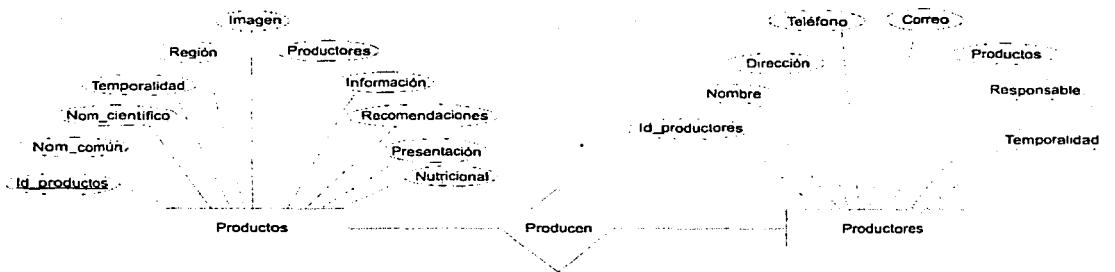 Imagen
Región
Productores
Temporalidad
Información
Nom_cientifico
Recomendaciones
Nom_común
Presentación
Id_productos
Nutricional
Productos
Producen
Teléfono
Correo
Dirección
Productos
Nombre
Responsable
Id_productores
Temporalidad
Productores